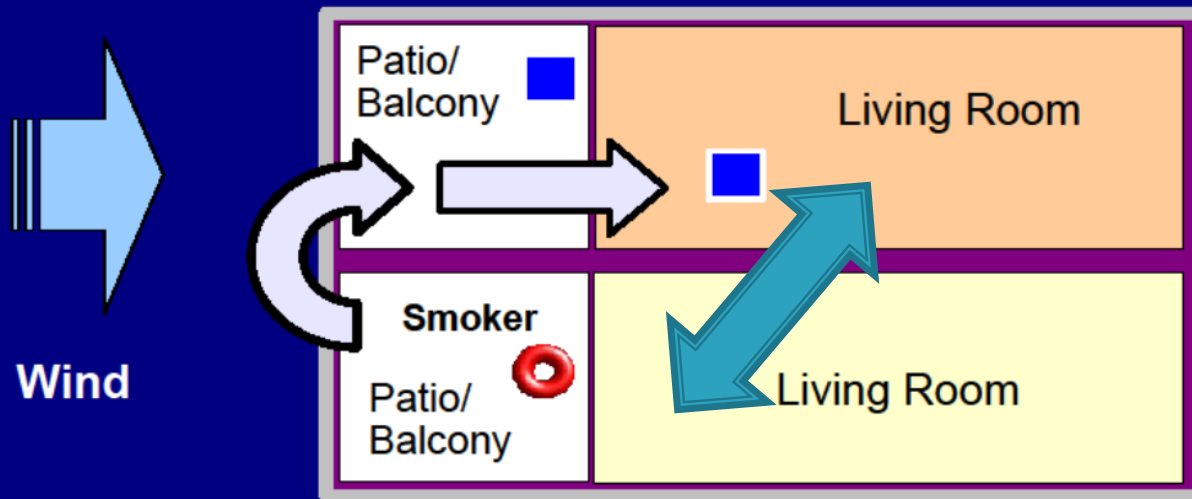 Patio/
Balcony
Living Room
Smoker
Wind
Patio/
Balcony
Living Room